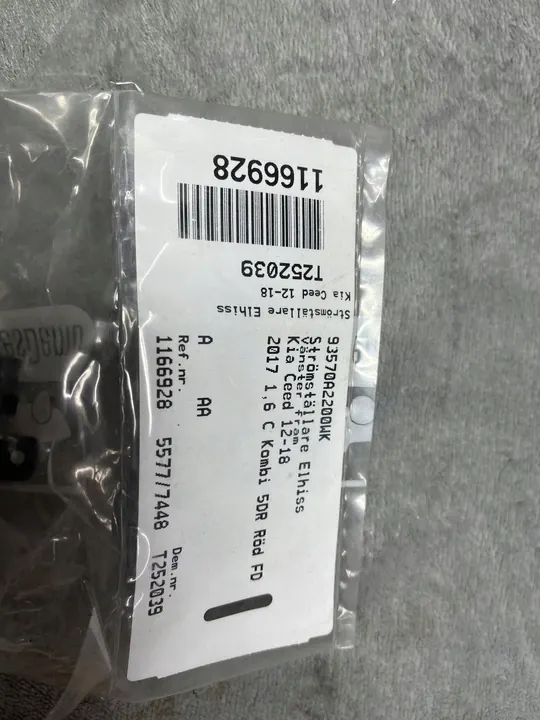 93570A2200WK
Strömställare Elhiss
Vänster fram
Kia Ceed 12-18
2017 1,6 C Kombi 5DR Röd FD
A AA
Ref.nr. Dem.nr.
1166928 5577/7448 T252039
Strömställare Elhiss
Kia Ceed 12-18
T252039
1166928